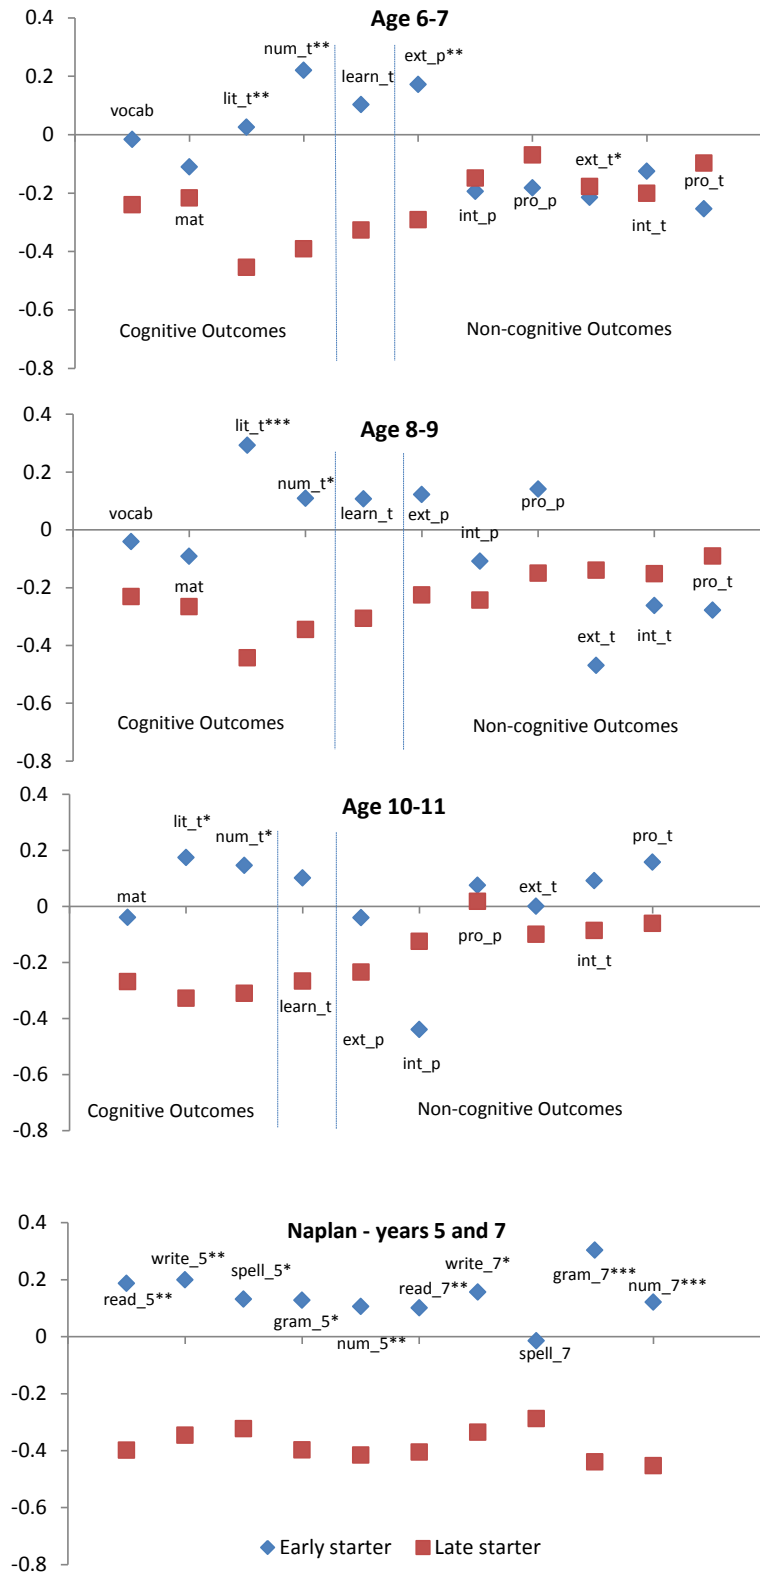 Age 6-7
0.4
0.2
0
-0.2
-0.4
-0.6
-0.8
vocab
mat
lit_t**
num_t**
learn_t
ext_p**
int_p
pro_p
ext_t*
int_t
pro_t
Cognitive Outcomes
Non-cognitive Outcomes
Age 8-9
0.4
0.2
0
-0.2
-0.4
-0.6
-0.8
vocab
mat
lit_t***
num_t*
learn_t
ext_p
int_p
pro_p
ext_t
int_t
pro_t
Cognitive Outcomes
Non-cognitive Outcomes
Age 10-11
0.4
0.2
0
-0.2
-0.4
-0.6
-0.8
mat
lit_t*
num_t*
learn_t
ext_p
int_p
pro_p
ext_t
int_t
pro_t
Cognitive Outcomes
Non-cognitive Outcomes
Naplan - years 5 and 7
0.4
0.2
0
-0.2
-0.4
-0.6
-0.8
read_5**
write_5**
spell_5*
gram_5*
num_5**
read_7**
write_7*
spell_7
gram_7***
num_7***
Early starter
Late starter